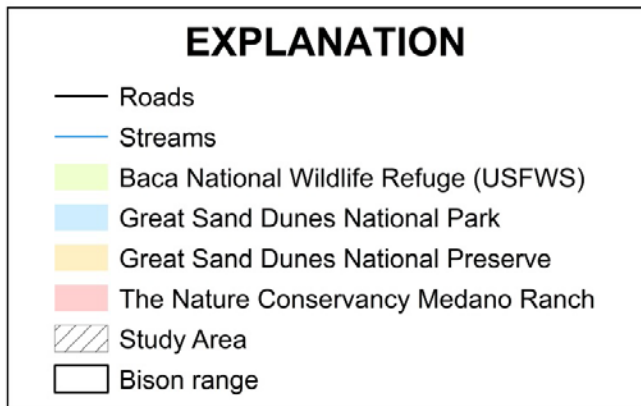 EXPLANATION
Roads
Streams
Baca National Wildlife Refuge (USFWS)
Great Sand Dunes National Park
Great Sand Dunes National Preserve
The Nature Conservancy Medano Ranch
Study Area
Bison range